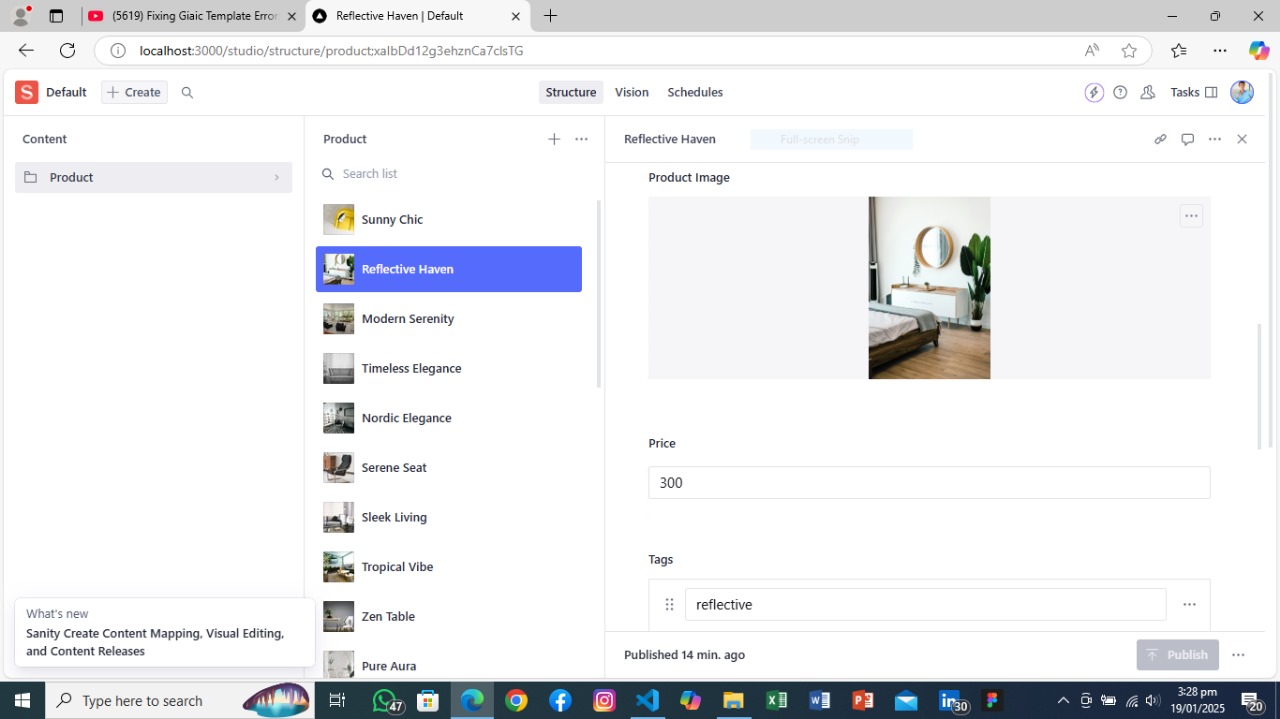 (5619) Fixing Giaic Template Error
Reflective Haven | Default
localhost:3000/studio/structure/product;xalbDd12g3ehznCa7clsTG
S Default
Create
Structure
Vision
Schedules
Tasks
Content
Product
Product
Search list
Sunny Chic
Reflective Haven
Modern Serenity
Timeless Elegance
Nordic Elegance
Serene Seat
Sleek Living
Tropical Vibe
Zen Table
Pure Aura
Reflective Haven
Full-screen Snip
Product Image
Price
300
Tags
reflective
Published 14 min. ago
Publish
What's new
Sanity Create Content Mapping, Visual Editing,
and Content Releases
Type here to search
47
30
3:28 pm
19/01/2025
20